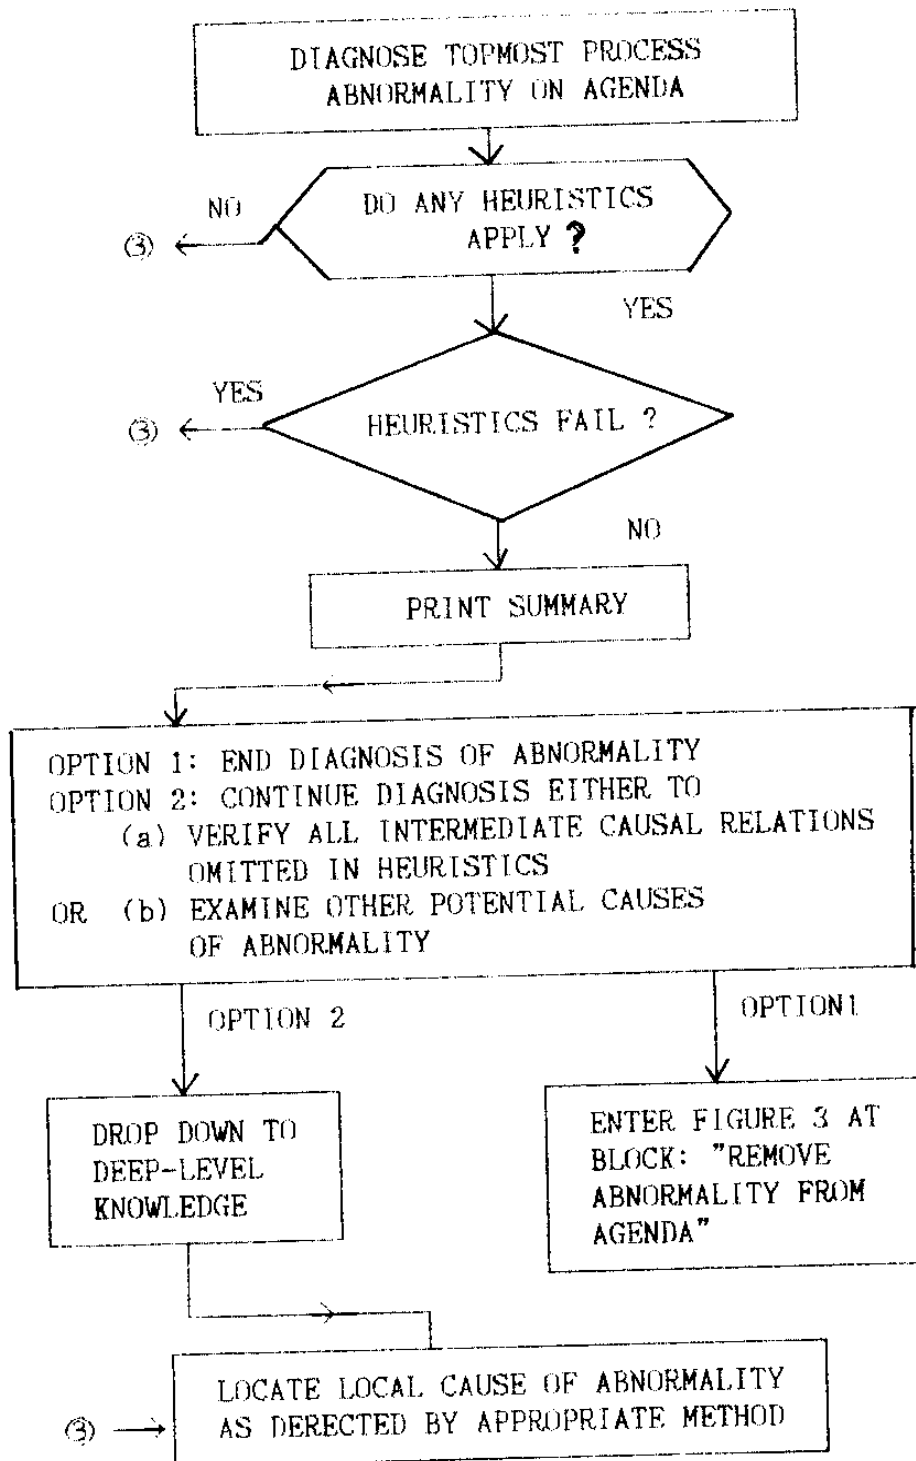 DIAGNOSE TOPMOST PROCESS
ABNORMALITY ON AGENDA
NO
DO ANY HEURISTICS
APPLY ?
③
YES
YES
③
HEURISTICS FAIL ?
NO
PRINT SUMMARY
OPTION 1: END DIAGNOSIS OF ABNORMALITY
OPTION 2: CONTINUE DIAGNOSIS EITHER TO
(a) VERIFY ALL INTERMEDIATE CAUSAL RELATIONS
OMITTED IN HEURISTICS
OR (b) EXAMINE OTHER POTENTIAL CAUSES
OF ABNORMALITY
OPTION 2
OPTION1
DROP DOWN TO
DEEP-LEVEL
KNOWLEDGE
ENTER FIGURE 3 AT
BLOCK: "REMOVE
ABNORMALITY FROM
AGENDA"
③
LOCATE LOCAL CAUSE OF ABNORMALITY
AS DERECTED BY APPROPRIATE METHOD